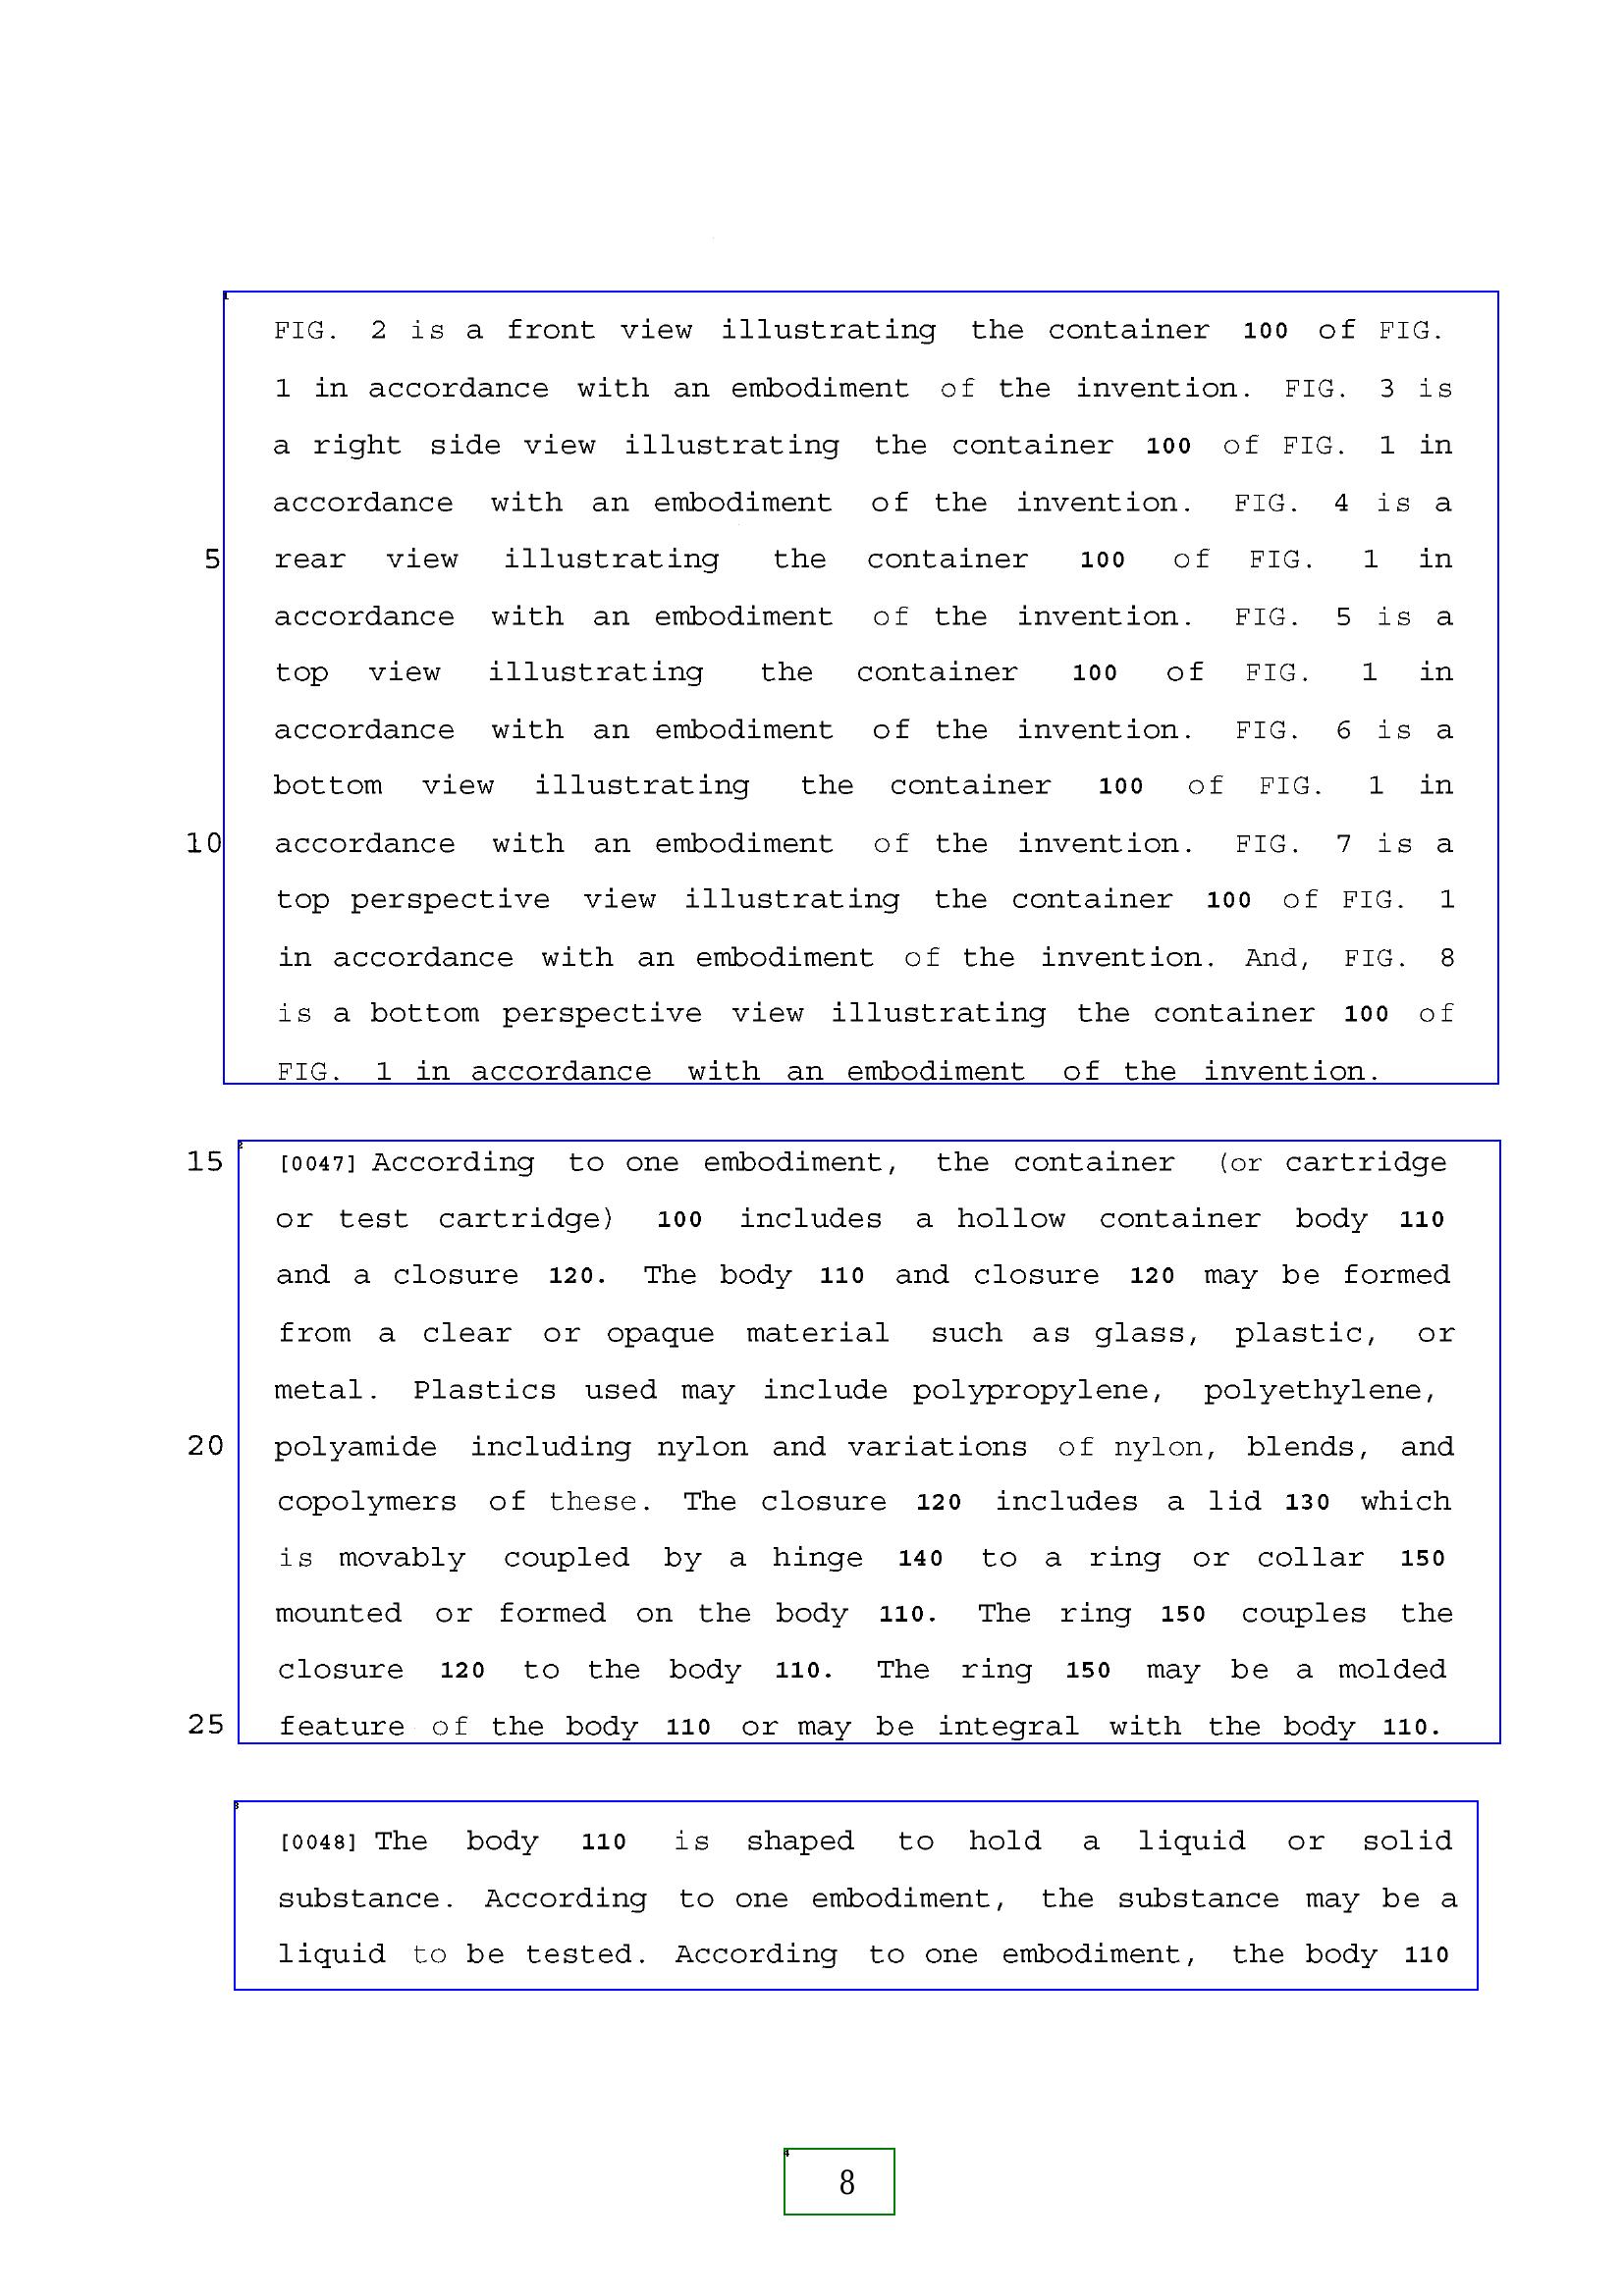 FIG. 2 is a front view illustrating the container 100 of FIG.
1 in accordance with an embodiment of the invention. FIG. 3 is
a right side view illustrating the container 100 of FIG. 1 in
accordance with an embodiment of the invention. FIG. 4 is a
5 rear view illustrating the container 100 of FIG. 1 in
accordance with an embodiment of the invention. FIG. 5 is a
top view illustrating the container 100 of FIG. 1 in
accordance with an embodiment of the invention. FIG. 6 is a
bottom view illustrating the container 100 of FIG. 1 in
10 accordance with an embodiment of the invention. FIG. 7 is a
top perspective view illustrating the container 100 of FIG. 1
in accordance with an embodiment of the invention. And, FIG. 8
is a bottom perspective view illustrating the container 100 of
FIG. 1 in accordance with an embodiment of the invention.
15 [0047] According to one embodiment, the container (or cartridge
or test cartridge) 100 includes a hollow container body 110
and a closure 120. The body 110 and closure 120 may be formed
from a clear or opaque material such as glass, plastic, or
metal. Plastics used may include polypropylene, polyethylene,
20 polyamide including nylon and variations of nylon, blends, and
copolymers of these. The closure 120 includes a lid 130 which
is movably coupled by a hinge 140 to a ring or collar 150
mounted or formed on the body 110. The ring 150 couples the
closure 120 to the body 110. The ring 150 may be a molded
25 feature of the body 110 or may be integral with the body 110.
[0048] The body 110 is shaped to hold a liquid or solid
substance. According to one embodiment, the substance may be a
liquid to be tested. According to one embodiment, the body 110
8